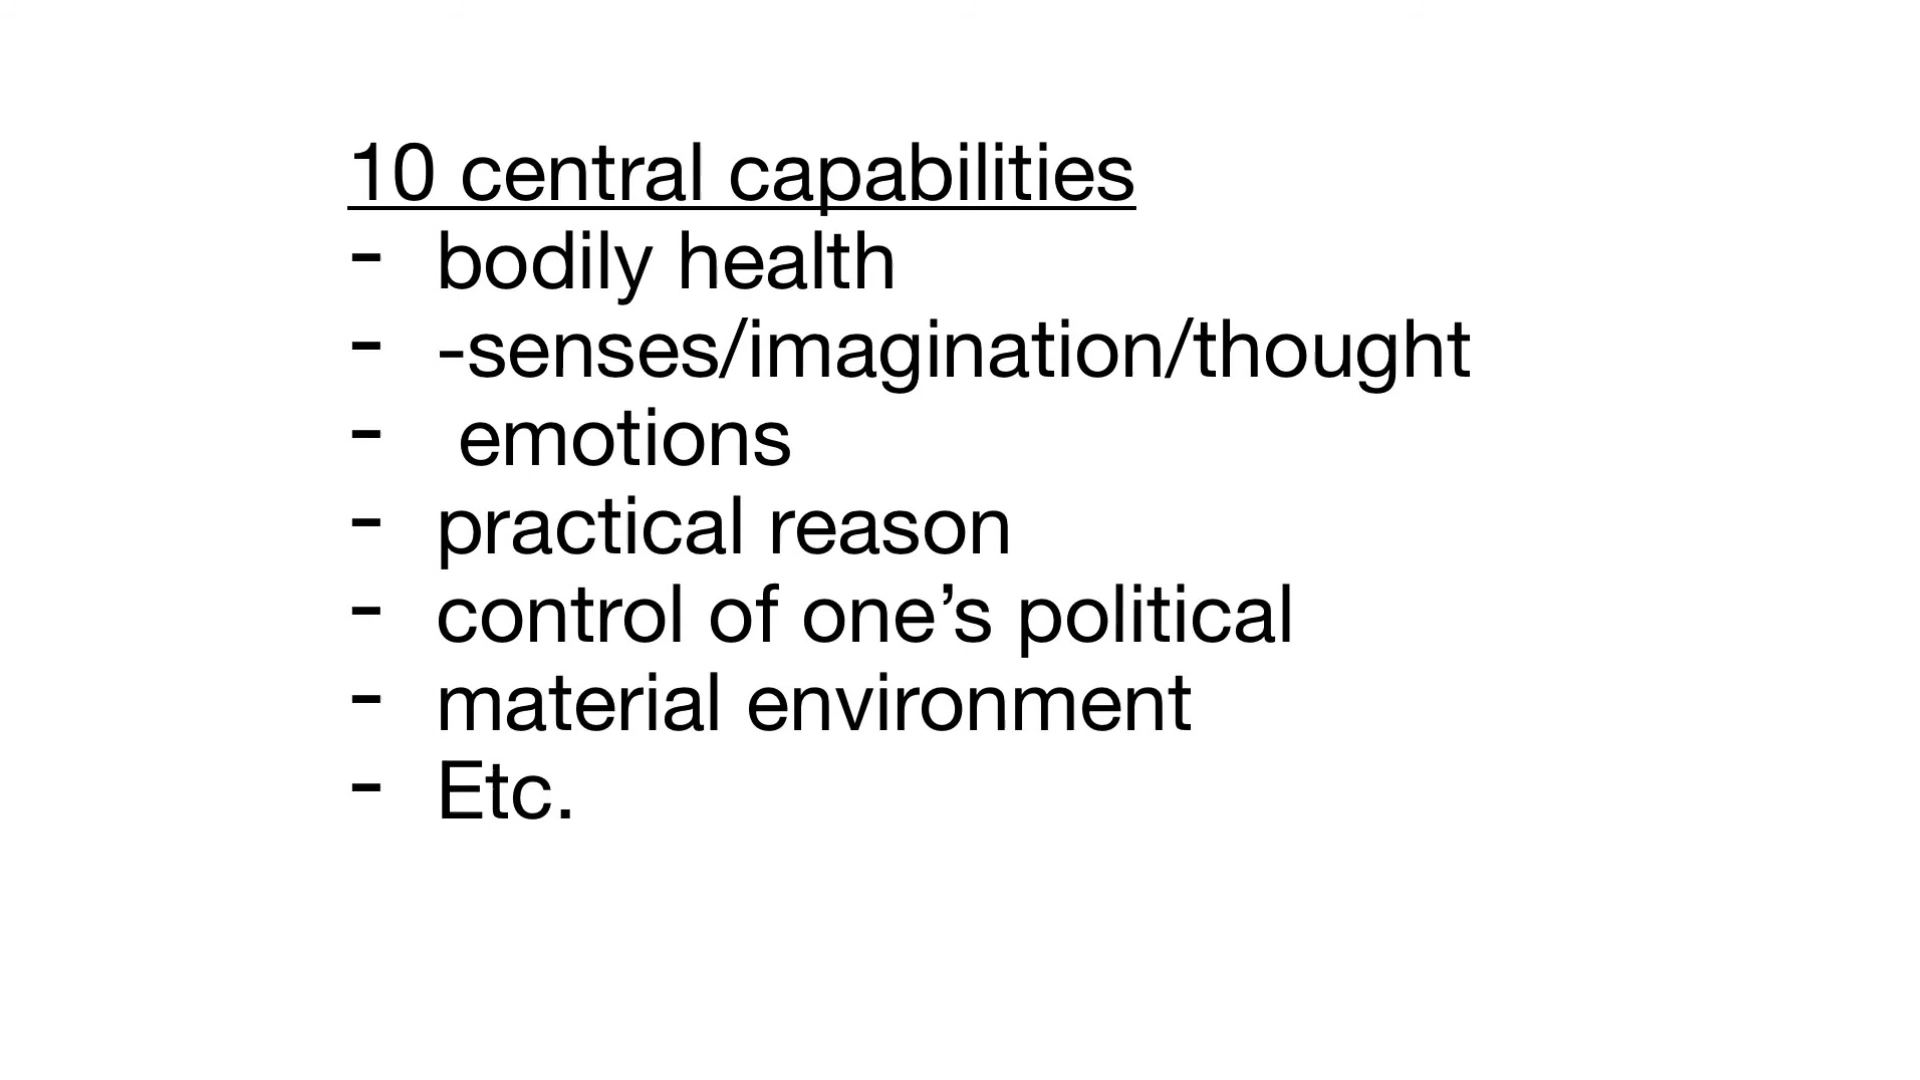 10 central capabilities
- bodily health
- -senses/imagination/thought
- emotions
- practical reason
- control of one’s political
- material environment
- Etc.